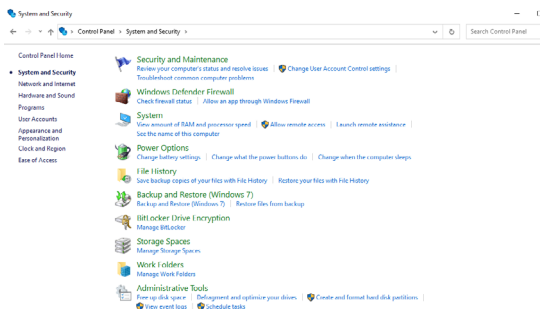 System and Security
Control Panel > System and Security >
Search Control Panel
Control Panel Home
System and Security
Network and Internet
Hardware and Sound
Programs
User Accounts
Appearance and
Personalization
Clock and Region
Ease of Access
Security and Maintenance
Review your computer's status and resolve issues | Change User Account Control settings |
Troubleshoot common computer problems
Windows Defender Firewall
Check firewall status | Allow an app through Windows Firewall
System
View amount of RAM and processor speed | Allow remote access | Launch remote assistance |
See the name of this computer
Power Options
Change battery settings | Change what the power buttons do | Change when the computer sleeps
File History
Save backup copies of your files with File History | Restore your files with File History
Backup and Restore (Windows 7)
Backup and Restore (Windows 7) | Restore files from backup
BitLocker Drive Encryption
Manage BitLocker
Storage Spaces
Manage Storage Spaces
Work Folders
Manage Work Folders
Administrative Tools
Free up disk space | Defragment and optimize your drives | Create and format hard disk partitions |
View event logs | Schedule tasks